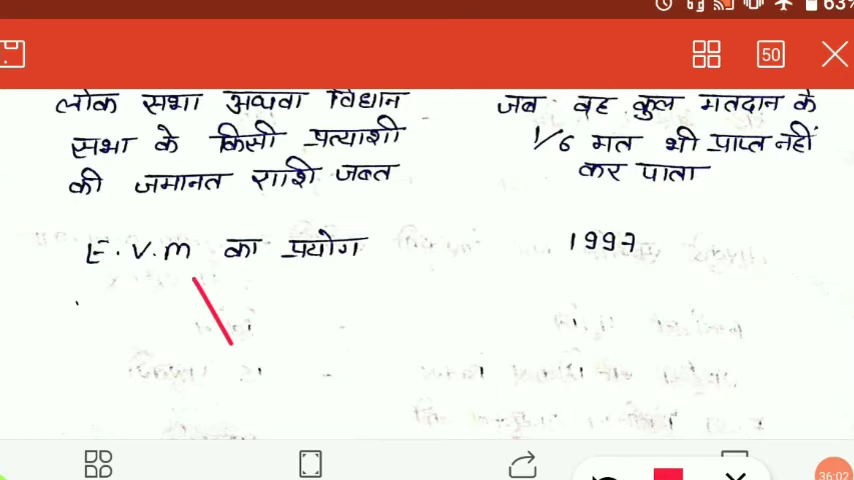 63%
50
लोक सभा अथवा विधान
सभा के किसी प्रत्याशी
की जमानत राशि जब्त
जब वह कुल मतदान के
1/6 मत भी प्राप्त नहीं
कर पाता
E.V.M का प्रयोग
1997
36:02